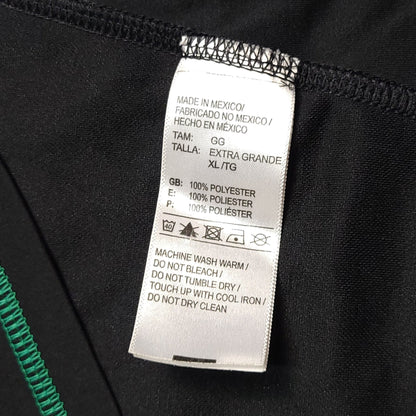 MADE IN MEXICO/
FABRICADO NO MEXICO/
HECHO EN MÉXICO
TAM: GG
TALLA: EXTRA GRANDE
XL /TG
GB: 100% POLYESTER
E: 100% POLIESTER
P: 100% POLIÉSTER
40
MACHINE WASH WARM /
DO NOT BLEACH /
DO NOT TUMBLE DRY /
TOUCH UP WITH COOL IRON /
DO NOT DRY CLEAN